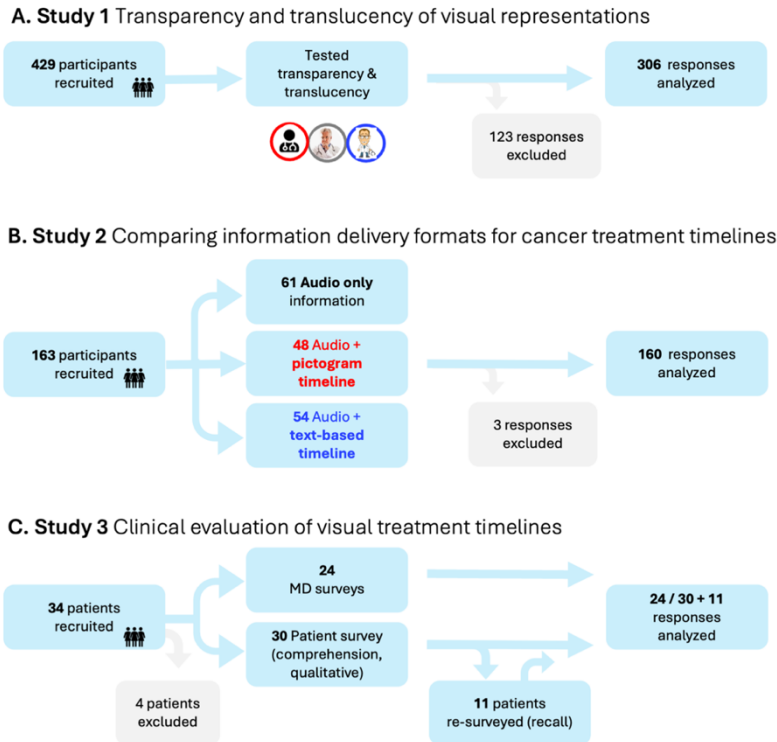 A. Study 1 Transparency and translucency of visual representations
429 participants
recruited
Tested
transparency &
translucency
306 responses
analyzed
123 responses
excluded
B. Study 2 Comparing information delivery formats for cancer treatment timelines
61 Audio only
information
163 participants
recruited
48 Audio +
pictogram
timeline
160 responses
analyzed
54 Audio +
text-based
timeline
3 responses
excluded
C. Study 3 Clinical evaluation of visual treatment timelines
24
MD surveys
34 patients
recruited
24 / 30 + 11
responses
analyzed
30 Patient survey
(comprehension,
qualitative)
4 patients
excluded
11 patients
re-surveyed (recall)